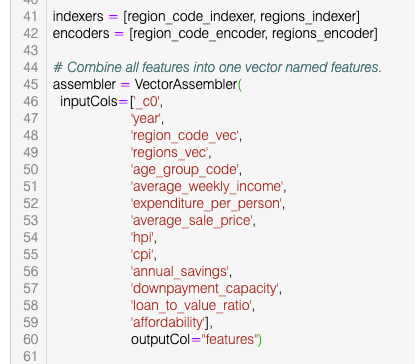 41 indexers = [region_code_indexer, regions_indexer]
42 encoders = [region_code_encoder, regions_encoder]
43
44 # Combine all features into one vector named features.
45 assembler = VectorAssembler(
46 inputCols=['_c0',
47 'year',
48 'region_code_vec',
49 'regions_vec',
50 'age_group_code',
51 'average_weekly_income',
52 'expenditure_per_person',
53 'average_sale_price',
54 'hpi',
55 'cpi',
56 'annual_savings',
57 'downpayment_capacity',
58 'loan_to_value_ratio',
59 'affordability'],
60 outputCol="features")
61